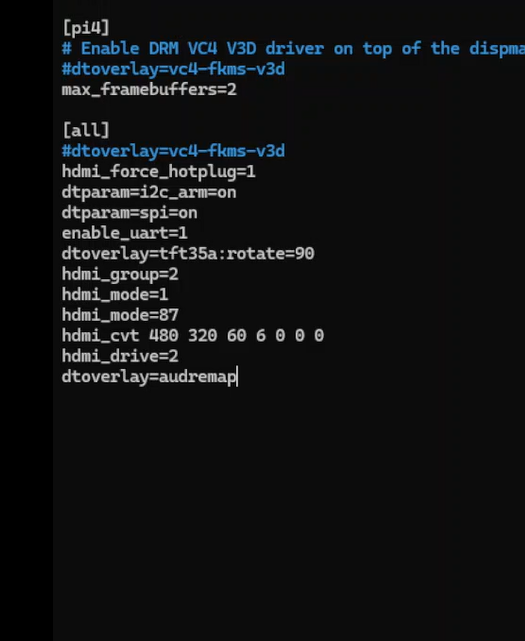 [pi4]
# Enable DRM VC4 V3D driver on top of the dispma
#dtoverlay=vc4-fkms-v3d
max_framebuffers=2
[all]
#dtoverlay=vc4-fkms-v3d
hdmi_force_hotplug=1
dtparam=i2c_arm=on
dtparam=spi=on
enable_uart=1
dtoverlay=tft35a:rotate=90
hdmi_group=2
hdmi_mode=1
hdmi_mode=87
hdmi_cvt 480 320 60 6 0 0 0
hdmi_drive=2
dtoverlay=audremap